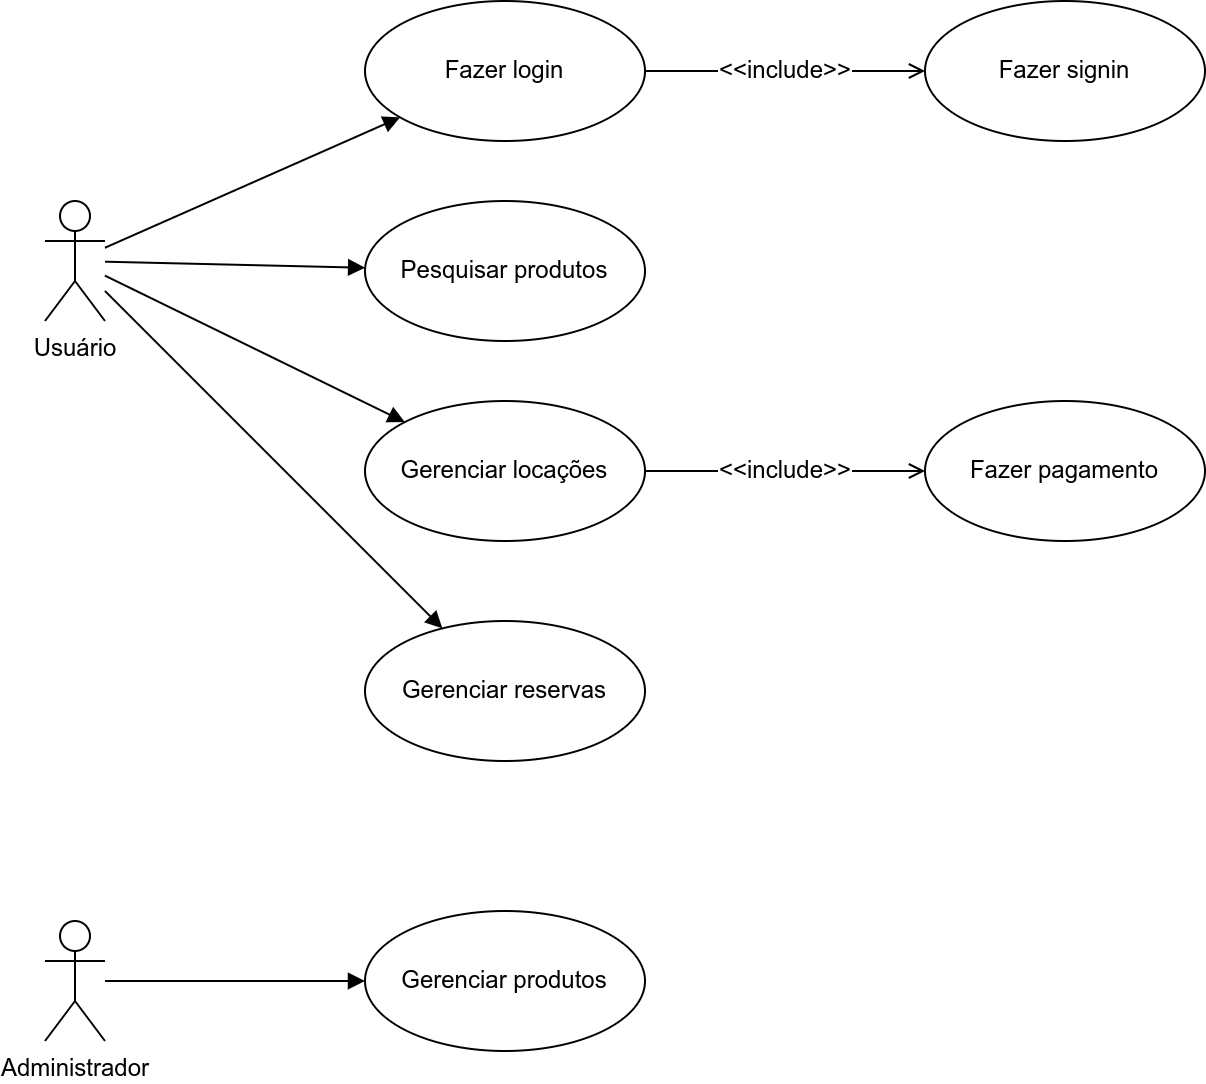 Fazer login
<<include>>
Fazer signin
Pesquisar produtos
Usuário
Gerenciar locações
<<include>>
Fazer pagamento
Gerenciar reservas
Gerenciar produtos
Administrador